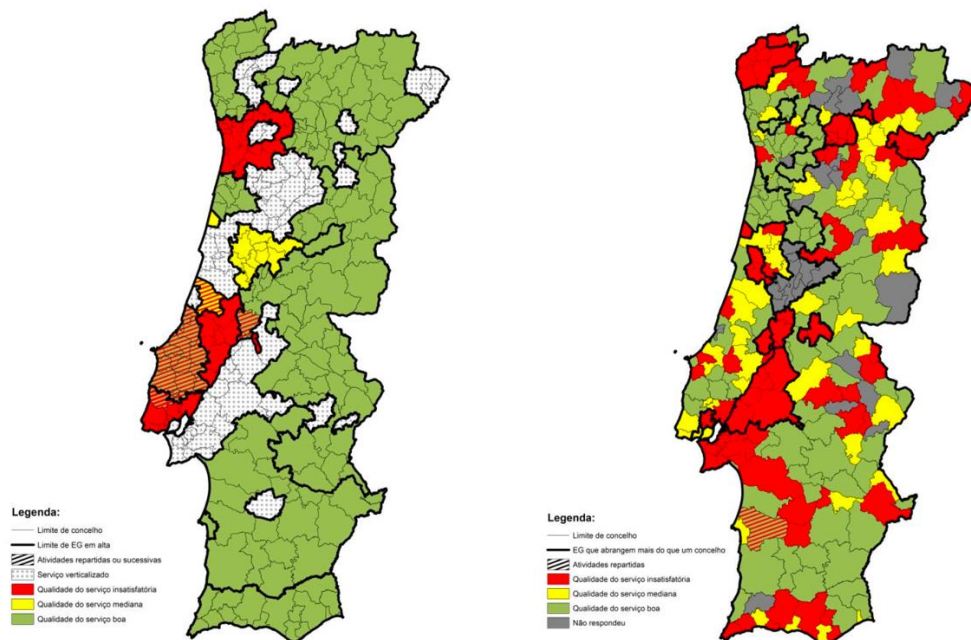 Legenda:
Limite de concelho
Limite de EG em alta
Atividades repartidas ou sucessivas
Serviço verticalizado
Qualidade do serviço insatisfatória
Qualidade do serviço mediana
Qualidade do serviço boa
Legenda:
Limite de concelho
EG que abrangem mais do que um concelho
Atividades repartidas
Qualidade do serviço insatisfatória
Qualidade do serviço mediana
Qualidade do serviço boa
Não respondeu